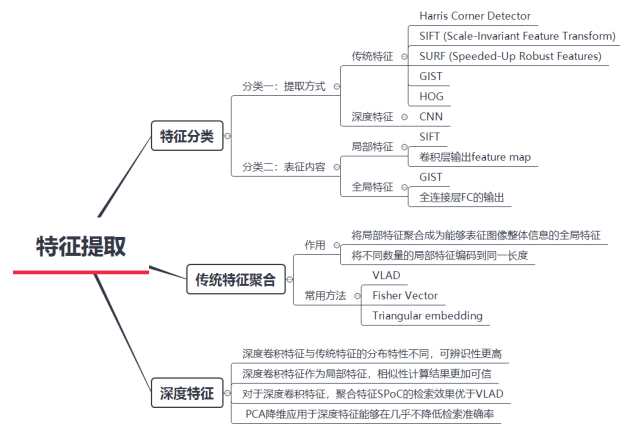 特征提取
特征分类
分类一：提取方式
传统特征
Harris Corner Detector
SIFT (Scale-Invariant Feature Transform)
SURF (Speeded-Up Robust Features)
GIST
HOG
深度特征
CNN
分类二：表征内容
局部特征
SIFT
卷积层输出feature map
全局特征
GIST
全连接层FC的输出
传统特征聚合
作用
将局部特征聚合成为能够表征图像整体信息的全局特征
将不同数量的局部特征编码到同一长度
常用方法
VLAD
Fisher Vector
Triangular embedding
深度特征
深度卷积特征与传统特征的分布特性不同，可辨识性更高
深度卷积特征作为局部特征，相似性计算结果更加可信
对于深度卷积特征，聚合特征SPoC的检索效果优于VLAD
PCA降维应用于深度特征能够在几乎不降低检索准确率